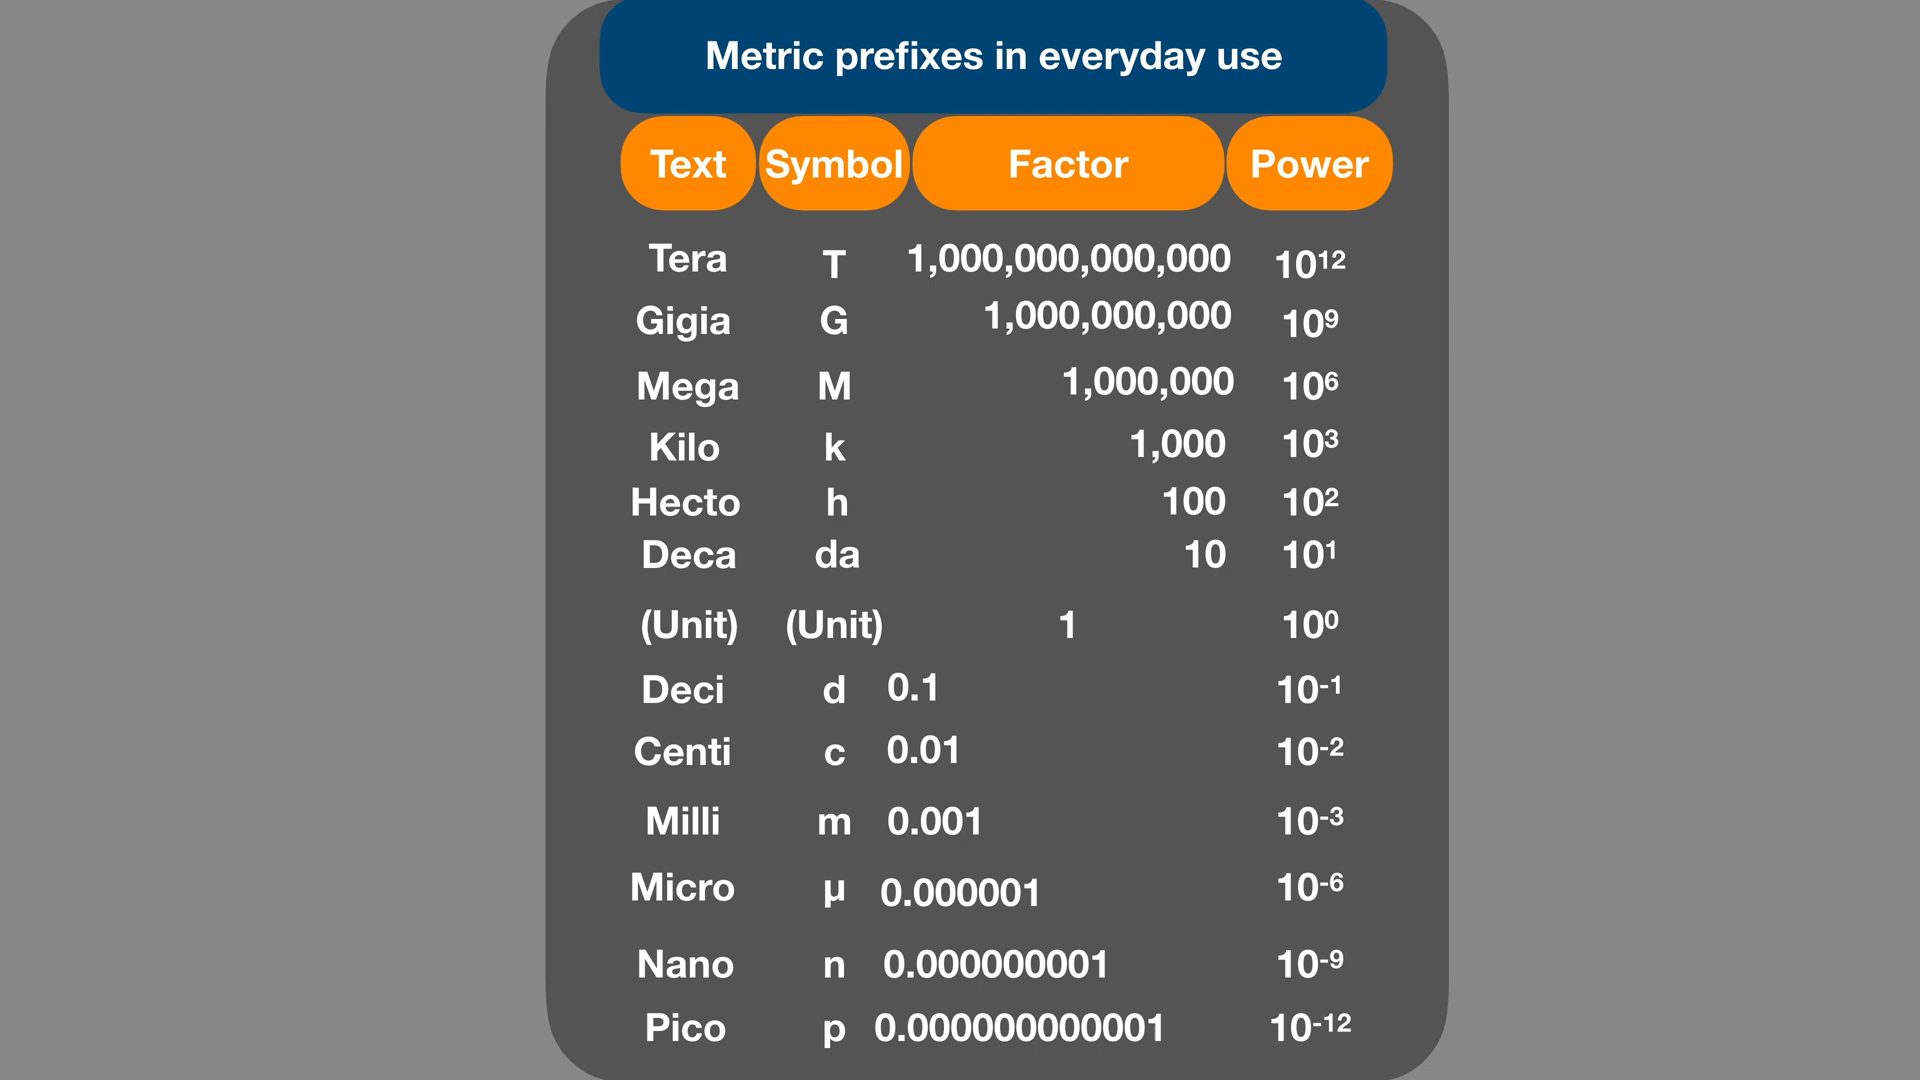 Metric prefixes in everyday use
Text Symbol Factor Power
Tera T 1,000,000,000,000 10¹²
Gigia G 1,000,000,000 10⁹
Mega M 1,000,000 10⁶
Kilo k 1,000 10³
Hecto h 100 10²
Deca da 10 10¹
(Unit) (Unit) 1 10⁰
Deci d 0.1 10⁻¹
Centi c 0.01 10⁻²
Milli m 0.001 10⁻³
Micro µ 0.000001 10⁻⁶
Nano n 0.000000001 10⁻⁹
Pico p 0.000000000001 10⁻¹²